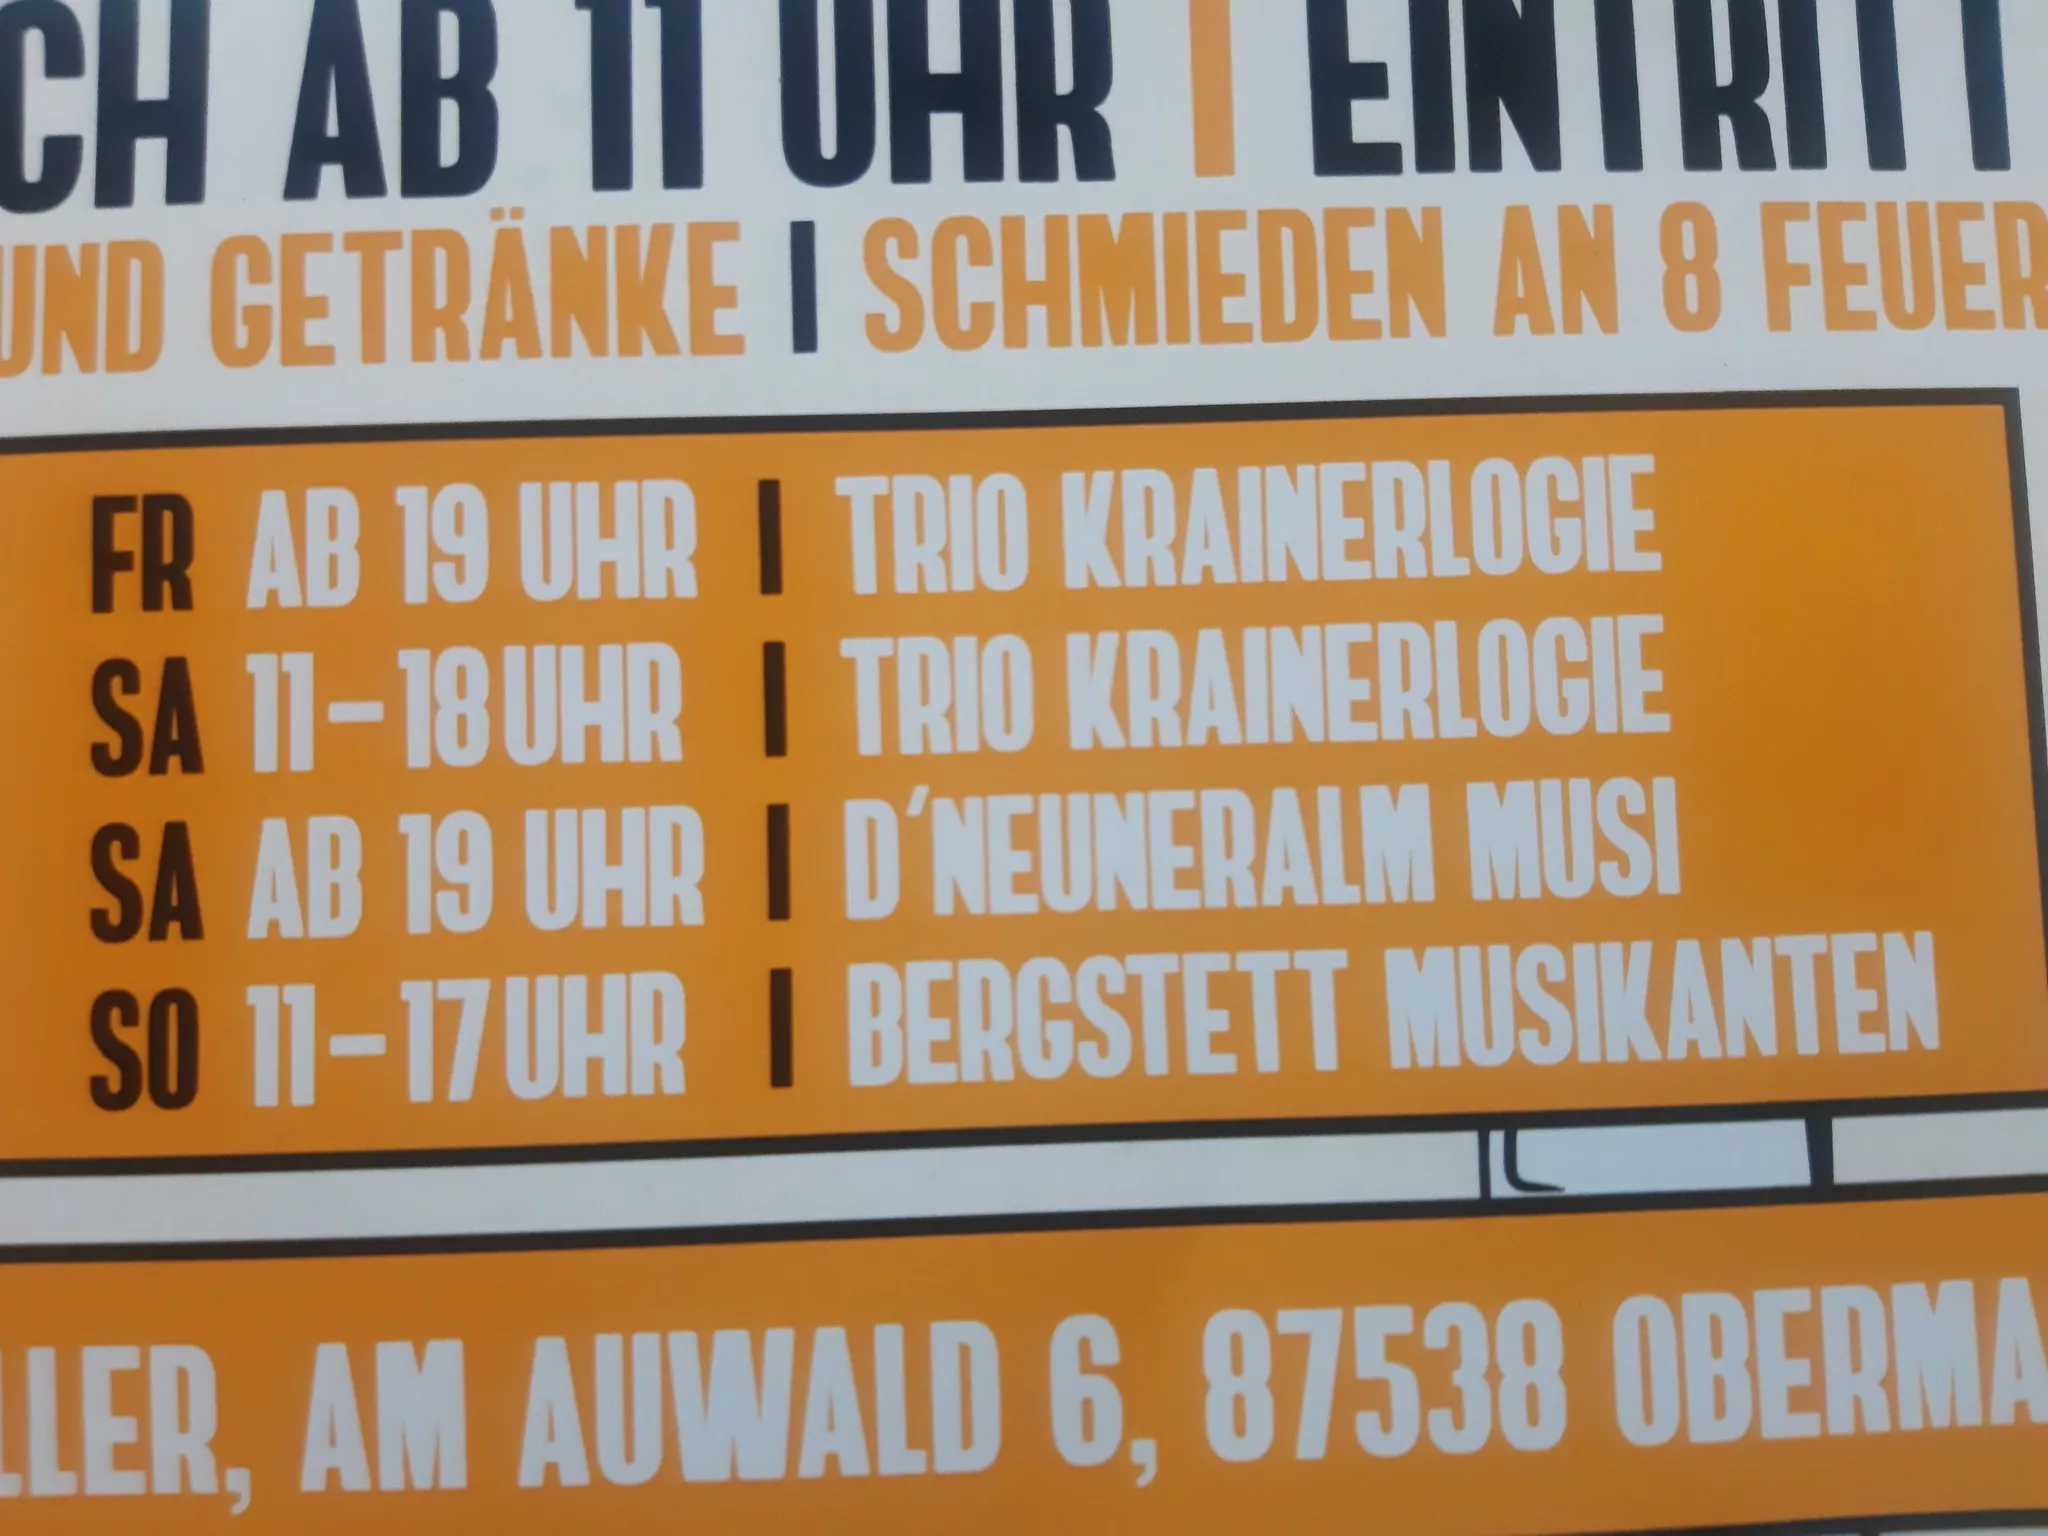 CH AB 11 UHR | EINTRITT
UND GETRÄNKE | SCHMIEDEN AN 8 FEUER
FR AB 19 UHR | TRIO KRAINERLOGIE
SA 11-18 UHR | TRIO KRAINERLOGIE
SA AB 19 UHR | D'NEUNERALM MUSI
SO 11-17 UHR | BERGSTETT MUSIKANTEN
LLER, AM AUWALD 6, 87538 OBERMA